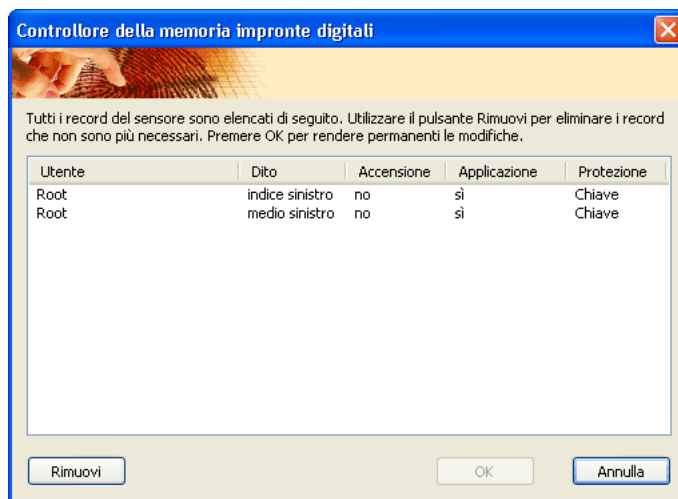 Controllore della memoria impronte digitali
Tutti i record del sensore sono elencati di seguito. Utilizzare il pulsante Rimuovi per eliminare i record
che non sono più necessari. Premere OK per rendere permanenti le modifiche.
Utente Dito Accensione Applicazione Protezione
Root indice sinistro no sì Chiave
Root medio sinistro no sì Chiave
Rimuovi OK Annulla